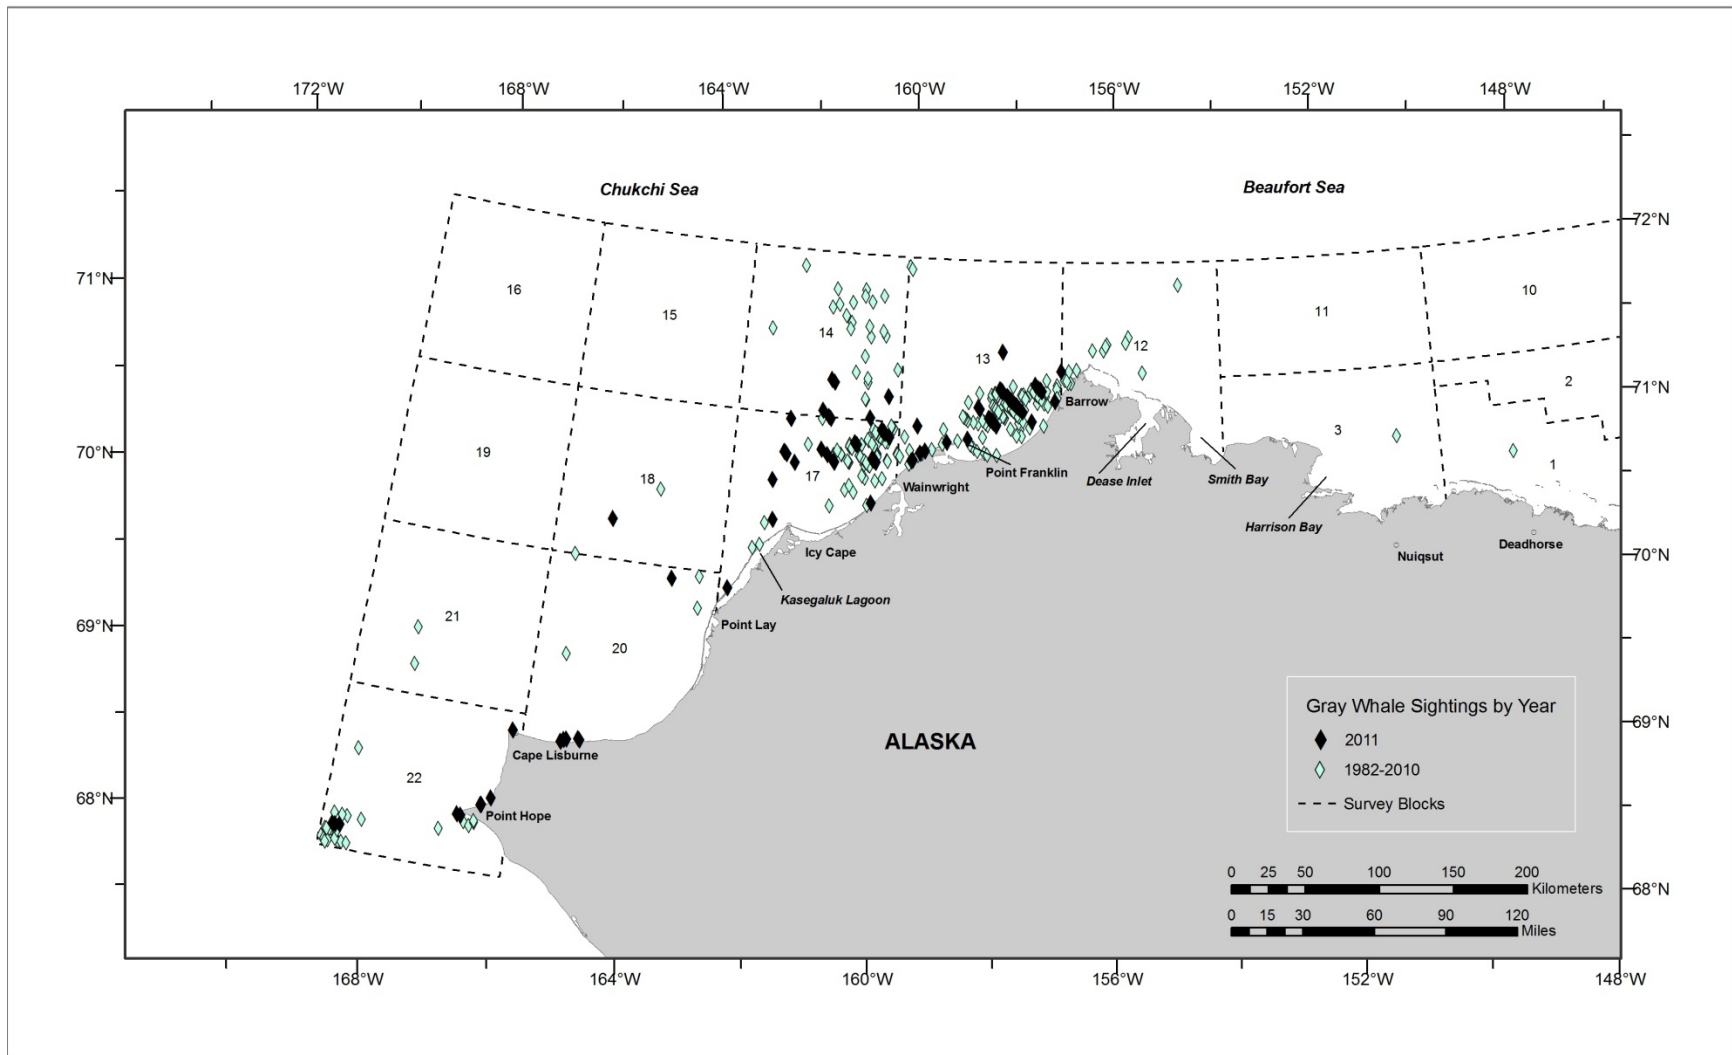 172°W 168°W 164°W 160°W 156°W 152°W 148°W
Chukchi Sea
Beaufort Sea
72°N
71°N
16
10
15
11
14
12
13
2
71°N
Barrow
3
70°N
19
1
Point Franklin
18
17
Dease Inlet
Smith Bay
Wainwright
Harrison Bay
Deadhorse
Icy Cape
Nuiqsut
70°N
Kasegaluk Lagoon
21
69°N
Point Lay
20
Gray Whale Sightings by Year
69°N
2011
ALASKA
Cape Lisburne
1982-2010
22
68°N
Survey Blocks
Point Hope
0 25 50 100 150 200
Kilometers
68°N
0 15 30 60 90 120
Miles
168°W 164°W 160°W 156°W 152°W 148°W